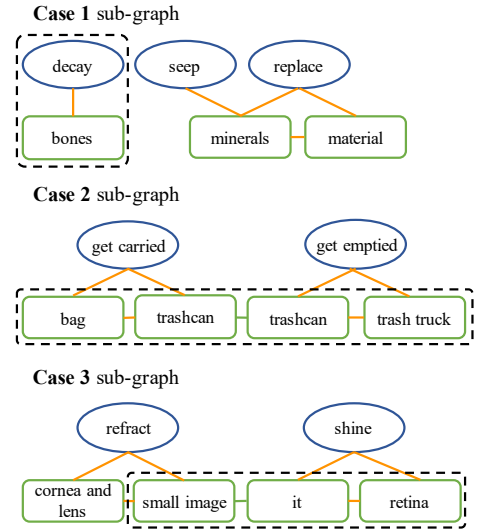 Case 1 sub-graph
decay seep replace
bones minerals material
Case 2 sub-graph
get carried get emptied
bag trashcan trashcan trash truck
Case 3 sub-graph
refract shine
cornea and
lens small image it retina